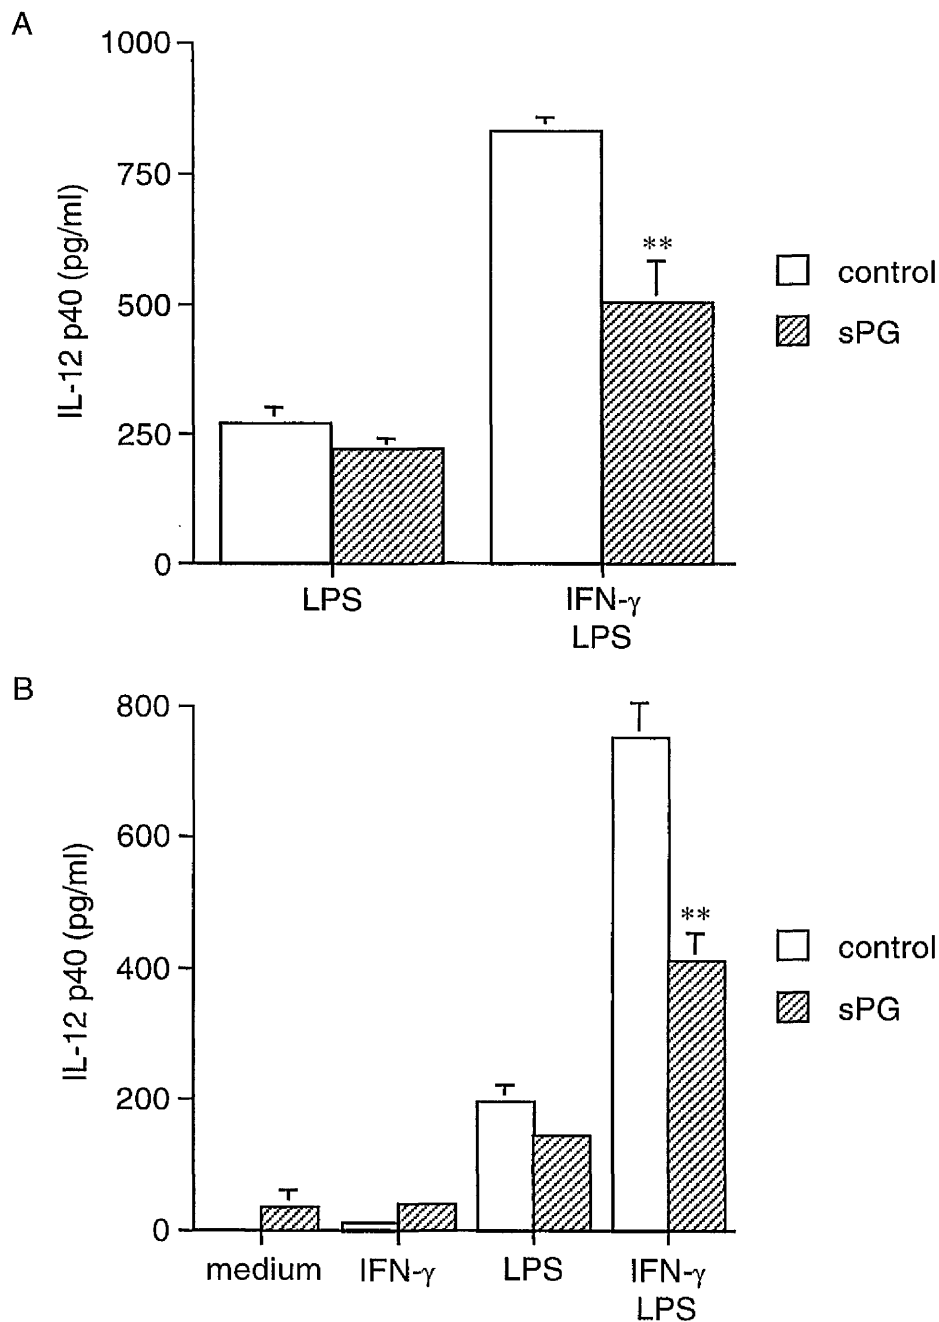 A
1000
750
500
250
0
IL-12 p40 (pg/ml)
**
control
sPG
LPS
IFN-γ
LPS
B
800
600
400
200
0
IL-12 p40 (pg/ml)
**
control
sPG
medium
IFN-γ
LPS
IFN-γ
LPS